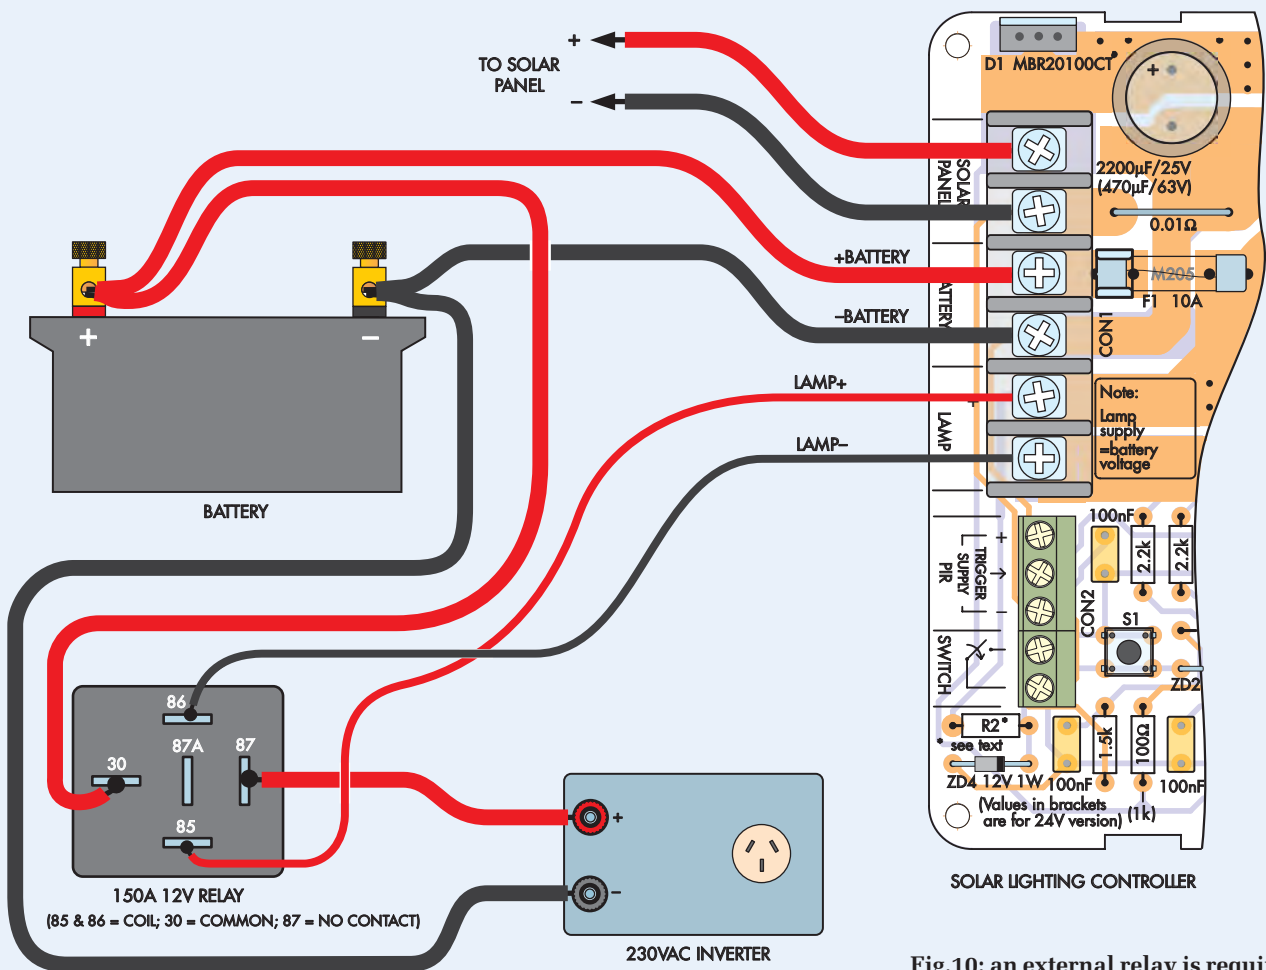 +
TO SOLAR
PANEL
–
D1 MBR20100CT
+
2200µF/25V
(470µF/63V)
0.01Ω
SOLAR
PANEL
+BATTERY
BATTERY
–BATTERY
M205
F1 10A
CON1
+
–
BATTERY
LAMP+
+
LAMP
LAMP–
Note:
Lamp
supply
=battery
voltage
100nF
2.2k
2.2k
+
TRIGGER
SUPPLY
PIR
–
CON2
S1
SWITCH
ZD2
R2*
* see text
ZD4 12V 1W
100nF
1.5k
100Ω
100nF
(Values in brackets
are for 24V version)
(1k)
SOLAR LIGHTING CONTROLLER
86
87A
87
30
85
150A 12V RELAY
(85 & 86 = COIL; 30 = COMMON; 87 = NO CONTACT)
+
–
230VAC INVERTER
Fig.10: an external relay is requi